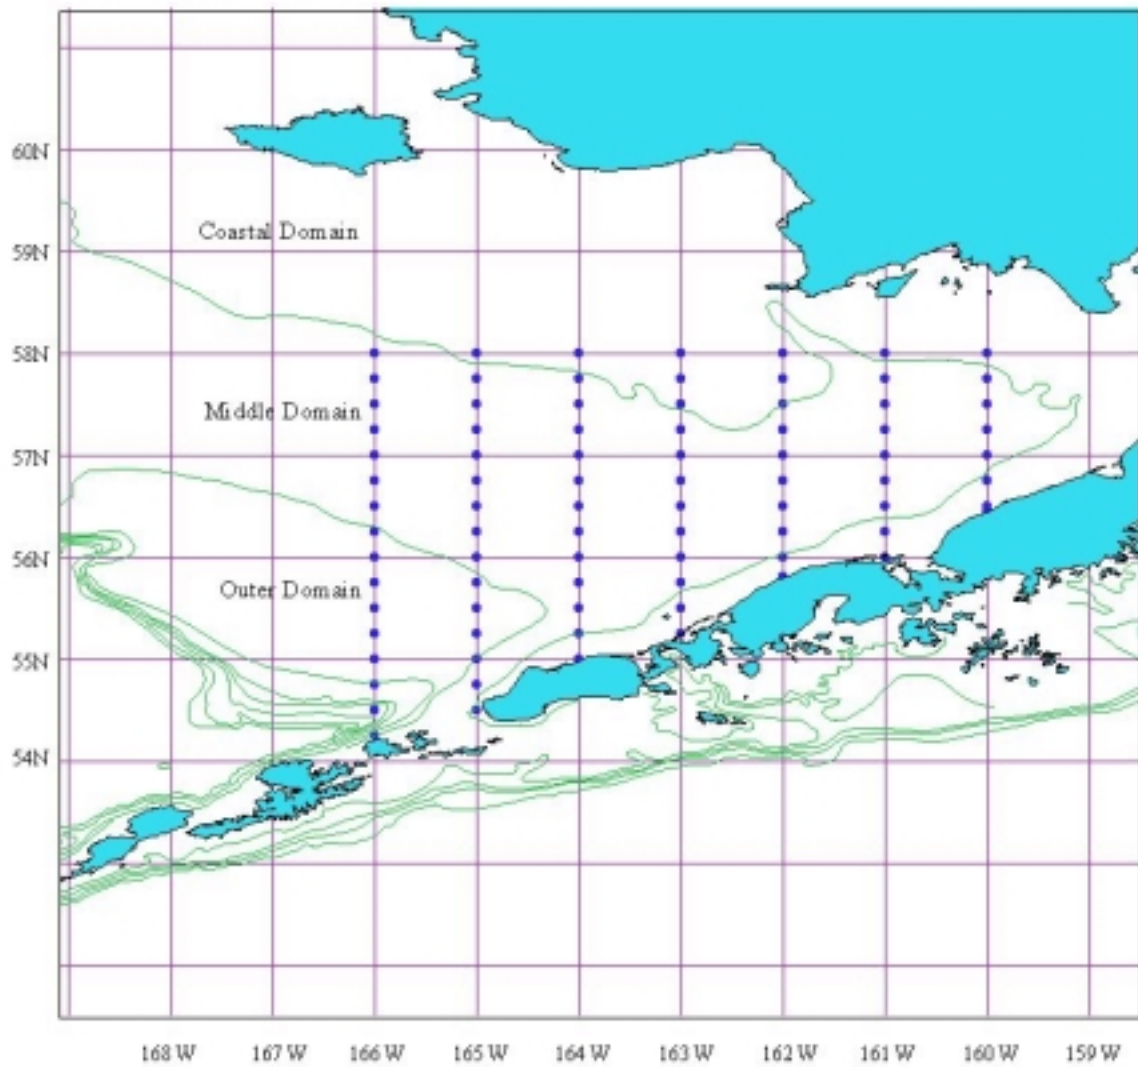 60N
Coastal Domain
59N
58N
Middle Domain
57N
56N
Outer Domain
55N
54N
168 W 167 W 166 W 165 W 164 W 163 W 162 W 161 W 160 W 159 W